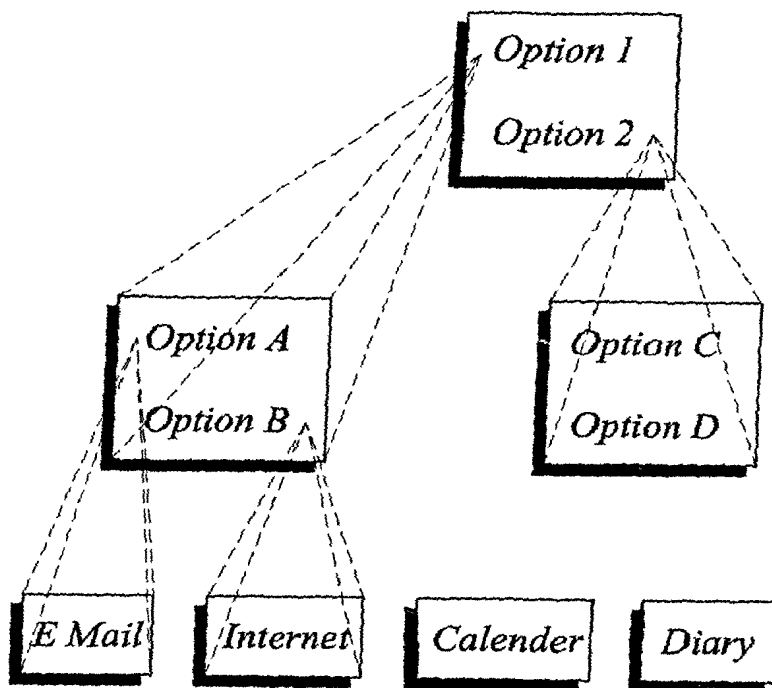 Option 1
Option 2
Option A
Option B
Option C
Option D
E Mail
Internet
Calender
Diary